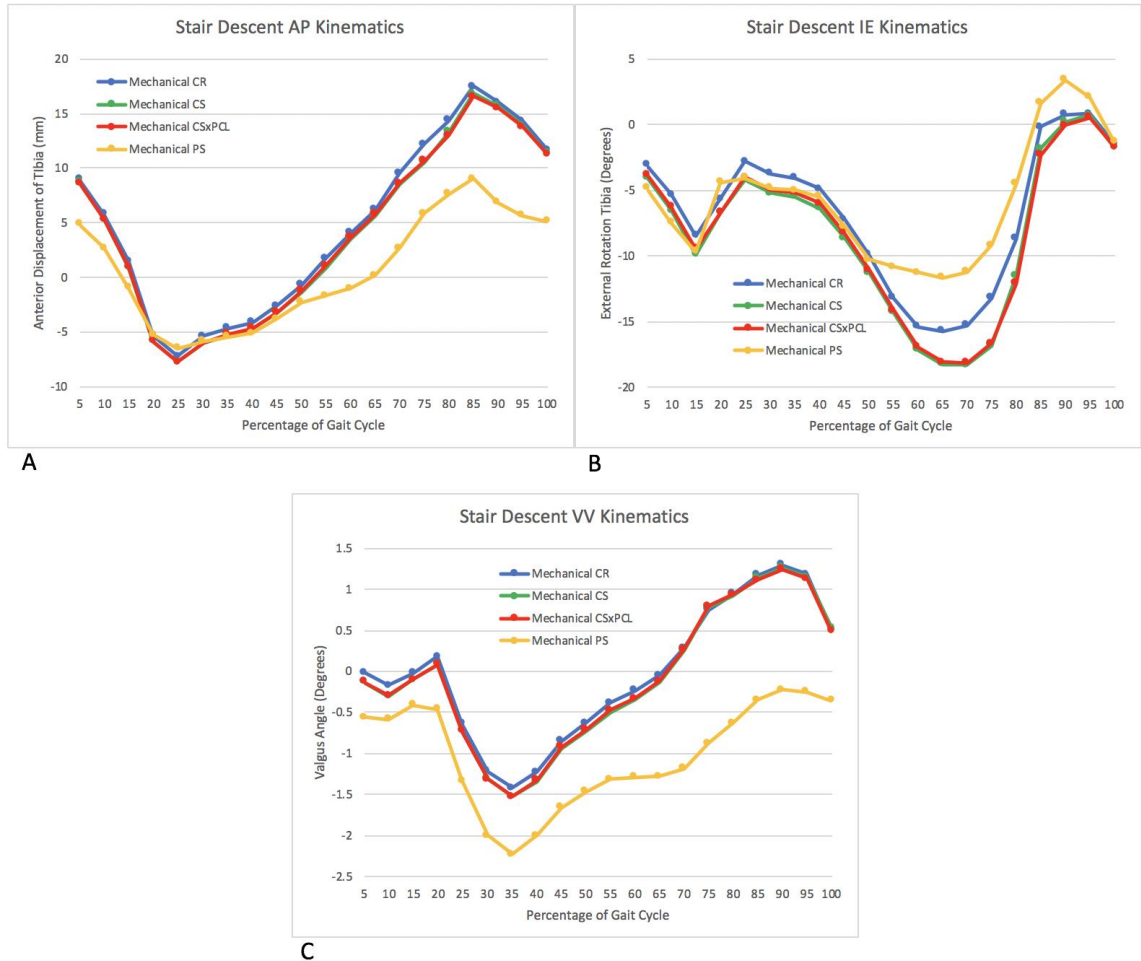 Stair Descent AP Kinematics
Anterior Displacement of Tibia (mm)
20
15
10
5
0
-5
-10
Mechanical CR
Mechanical CS
Mechanical CSxPCL
Mechanical PS
5 10 15 20 25 30 35 40 45 50 55 60 65 70 75 80 85 90 95 100
Percentage of Gait Cycle
A
Stair Descent IE Kinematics
External Rotation Tibia (Degrees)
5
0
-5
-10
-15
-20
Mechanical CR
Mechanical CS
Mechanical CSxPCL
Mechanical PS
5 10 15 20 25 30 35 40 45 50 55 60 65 70 75 80 85 90 95 100
Percentage of Gait Cycle
B
Stair Descent VV Kinematics
Valgus Angle (Degrees)
1.5
1
0.5
0
-0.5
-1
-1.5
-2
-2.5
Mechanical CR
Mechanical CS
Mechanical CSxPCL
Mechanical PS
5 10 15 20 25 30 35 40 45 50 55 60 65 70 75 80 85 90 95 100
Percentage of Gait Cycle
C